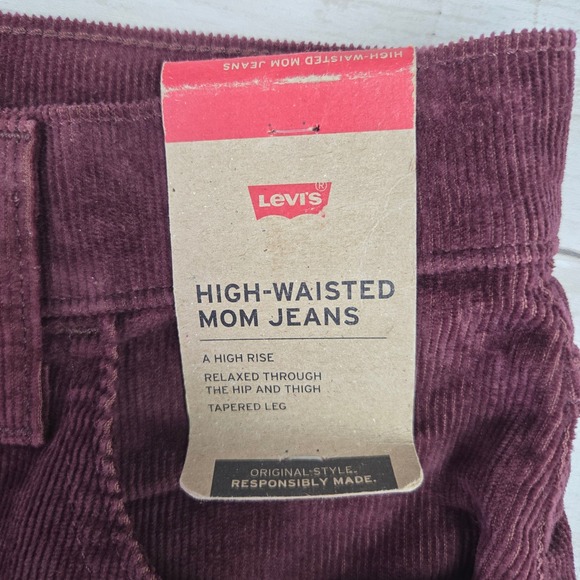 HIGH-WAISTED MOM JEANS
LEVI'S®
HIGH-WAISTED
MOM JEANS
A HIGH RISE
RELAXED THROUGH
THE HIP AND THIGH
TAPERED LEG
ORIGINAL STYLE.
RESPONSIBLY MADE.